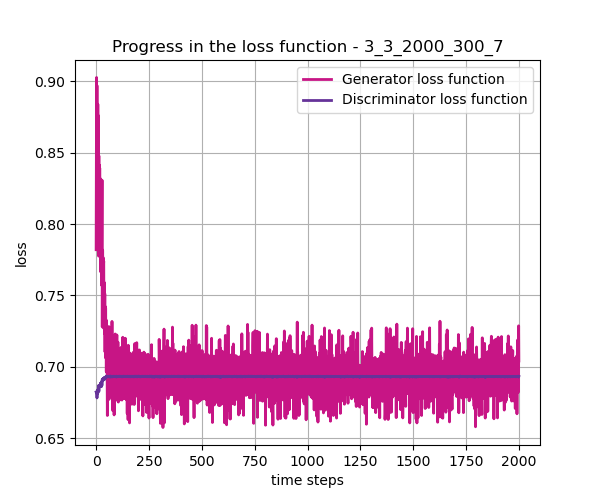 Progress in the loss function - 3_3_2000_300_7
Generator loss function
Discriminator loss function
0.90
0.85
0.80
0.75
0.70
0.65
loss
0 250 500 750 1000 1250 1500 1750 2000
time steps